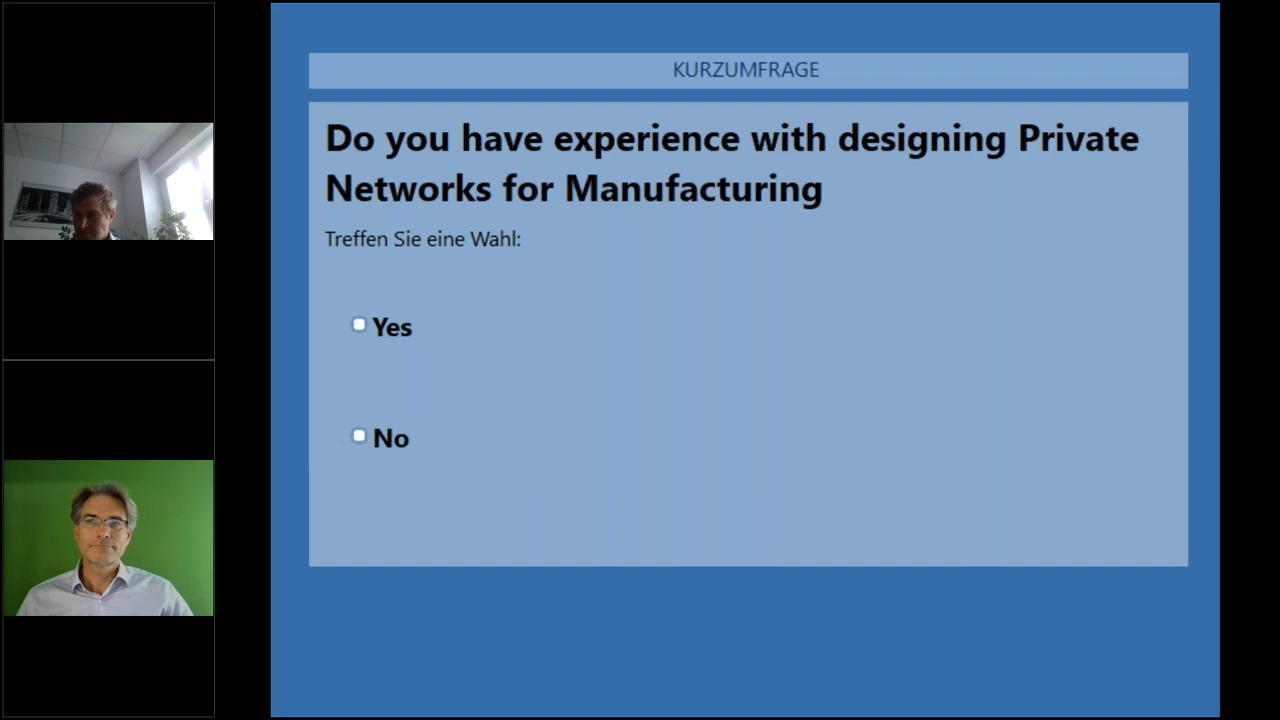 KURZUMFRAGE
Do you have experience with designing Private
Networks for Manufacturing
Treffen Sie eine Wahl:
Yes
No